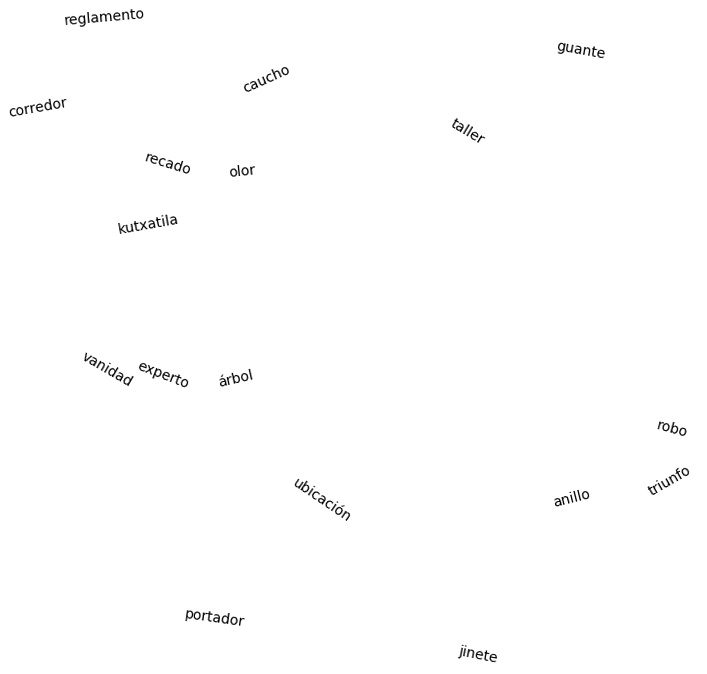 reglamento
guante
caucho
corredor
taller
recado
olor
kutxatila
vanidad
experto
árbol
robo
triunfo
ubicación
anillo
portador
jinete